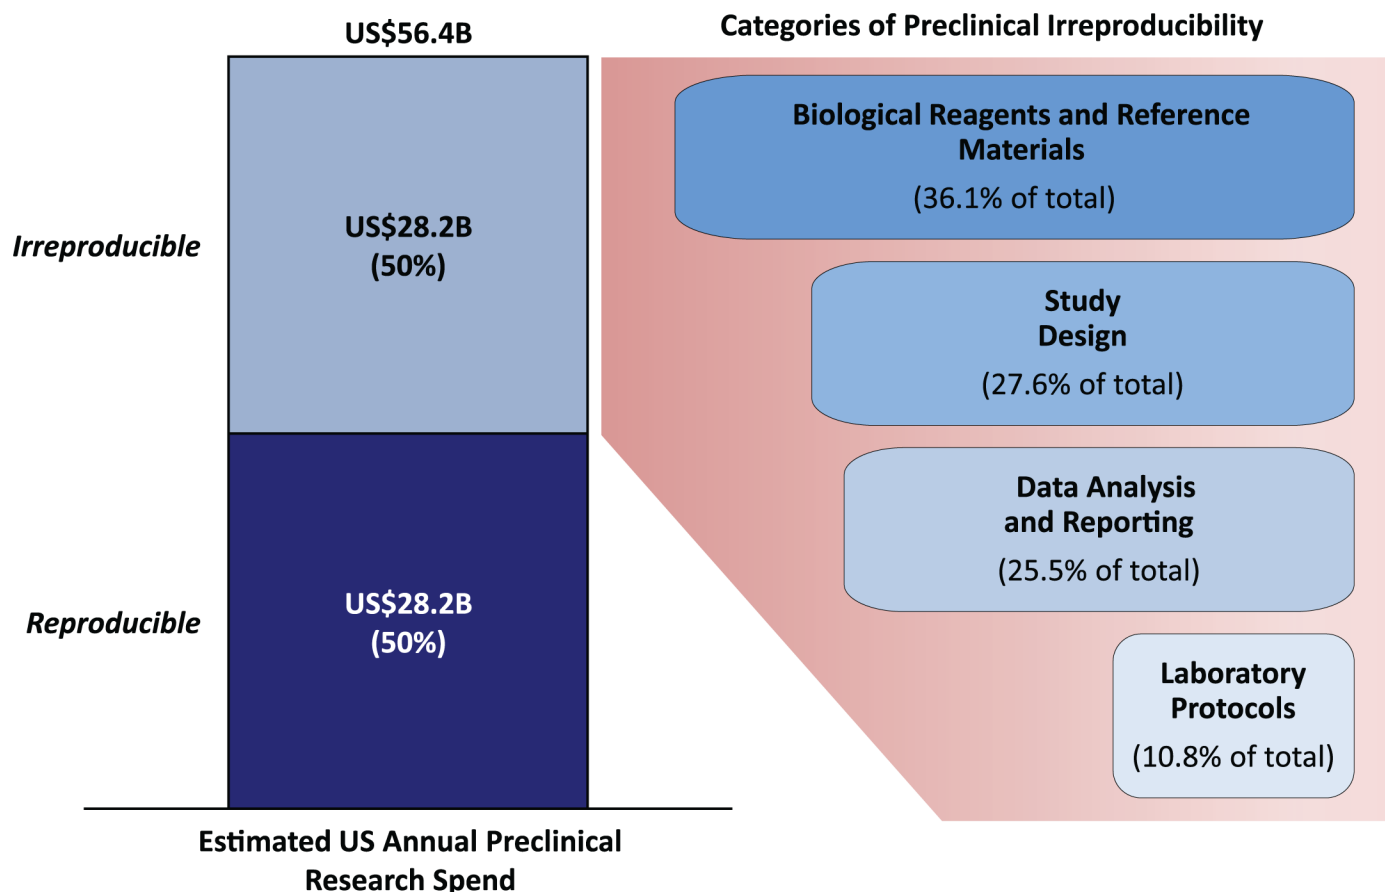 US$56.4B
Irreproducible
US$28.2B
(50%)
Reproducible
US$28.2B
(50%)
Estimated US Annual Preclinical
Research Spend
Categories of Preclinical Irreproducibility
Biological Reagents and Reference
Materials
(36.1% of total)
Study
Design
(27.6% of total)
Data Analysis
and Reporting
(25.5% of total)
Laboratory
Protocols
(10.8% of total)